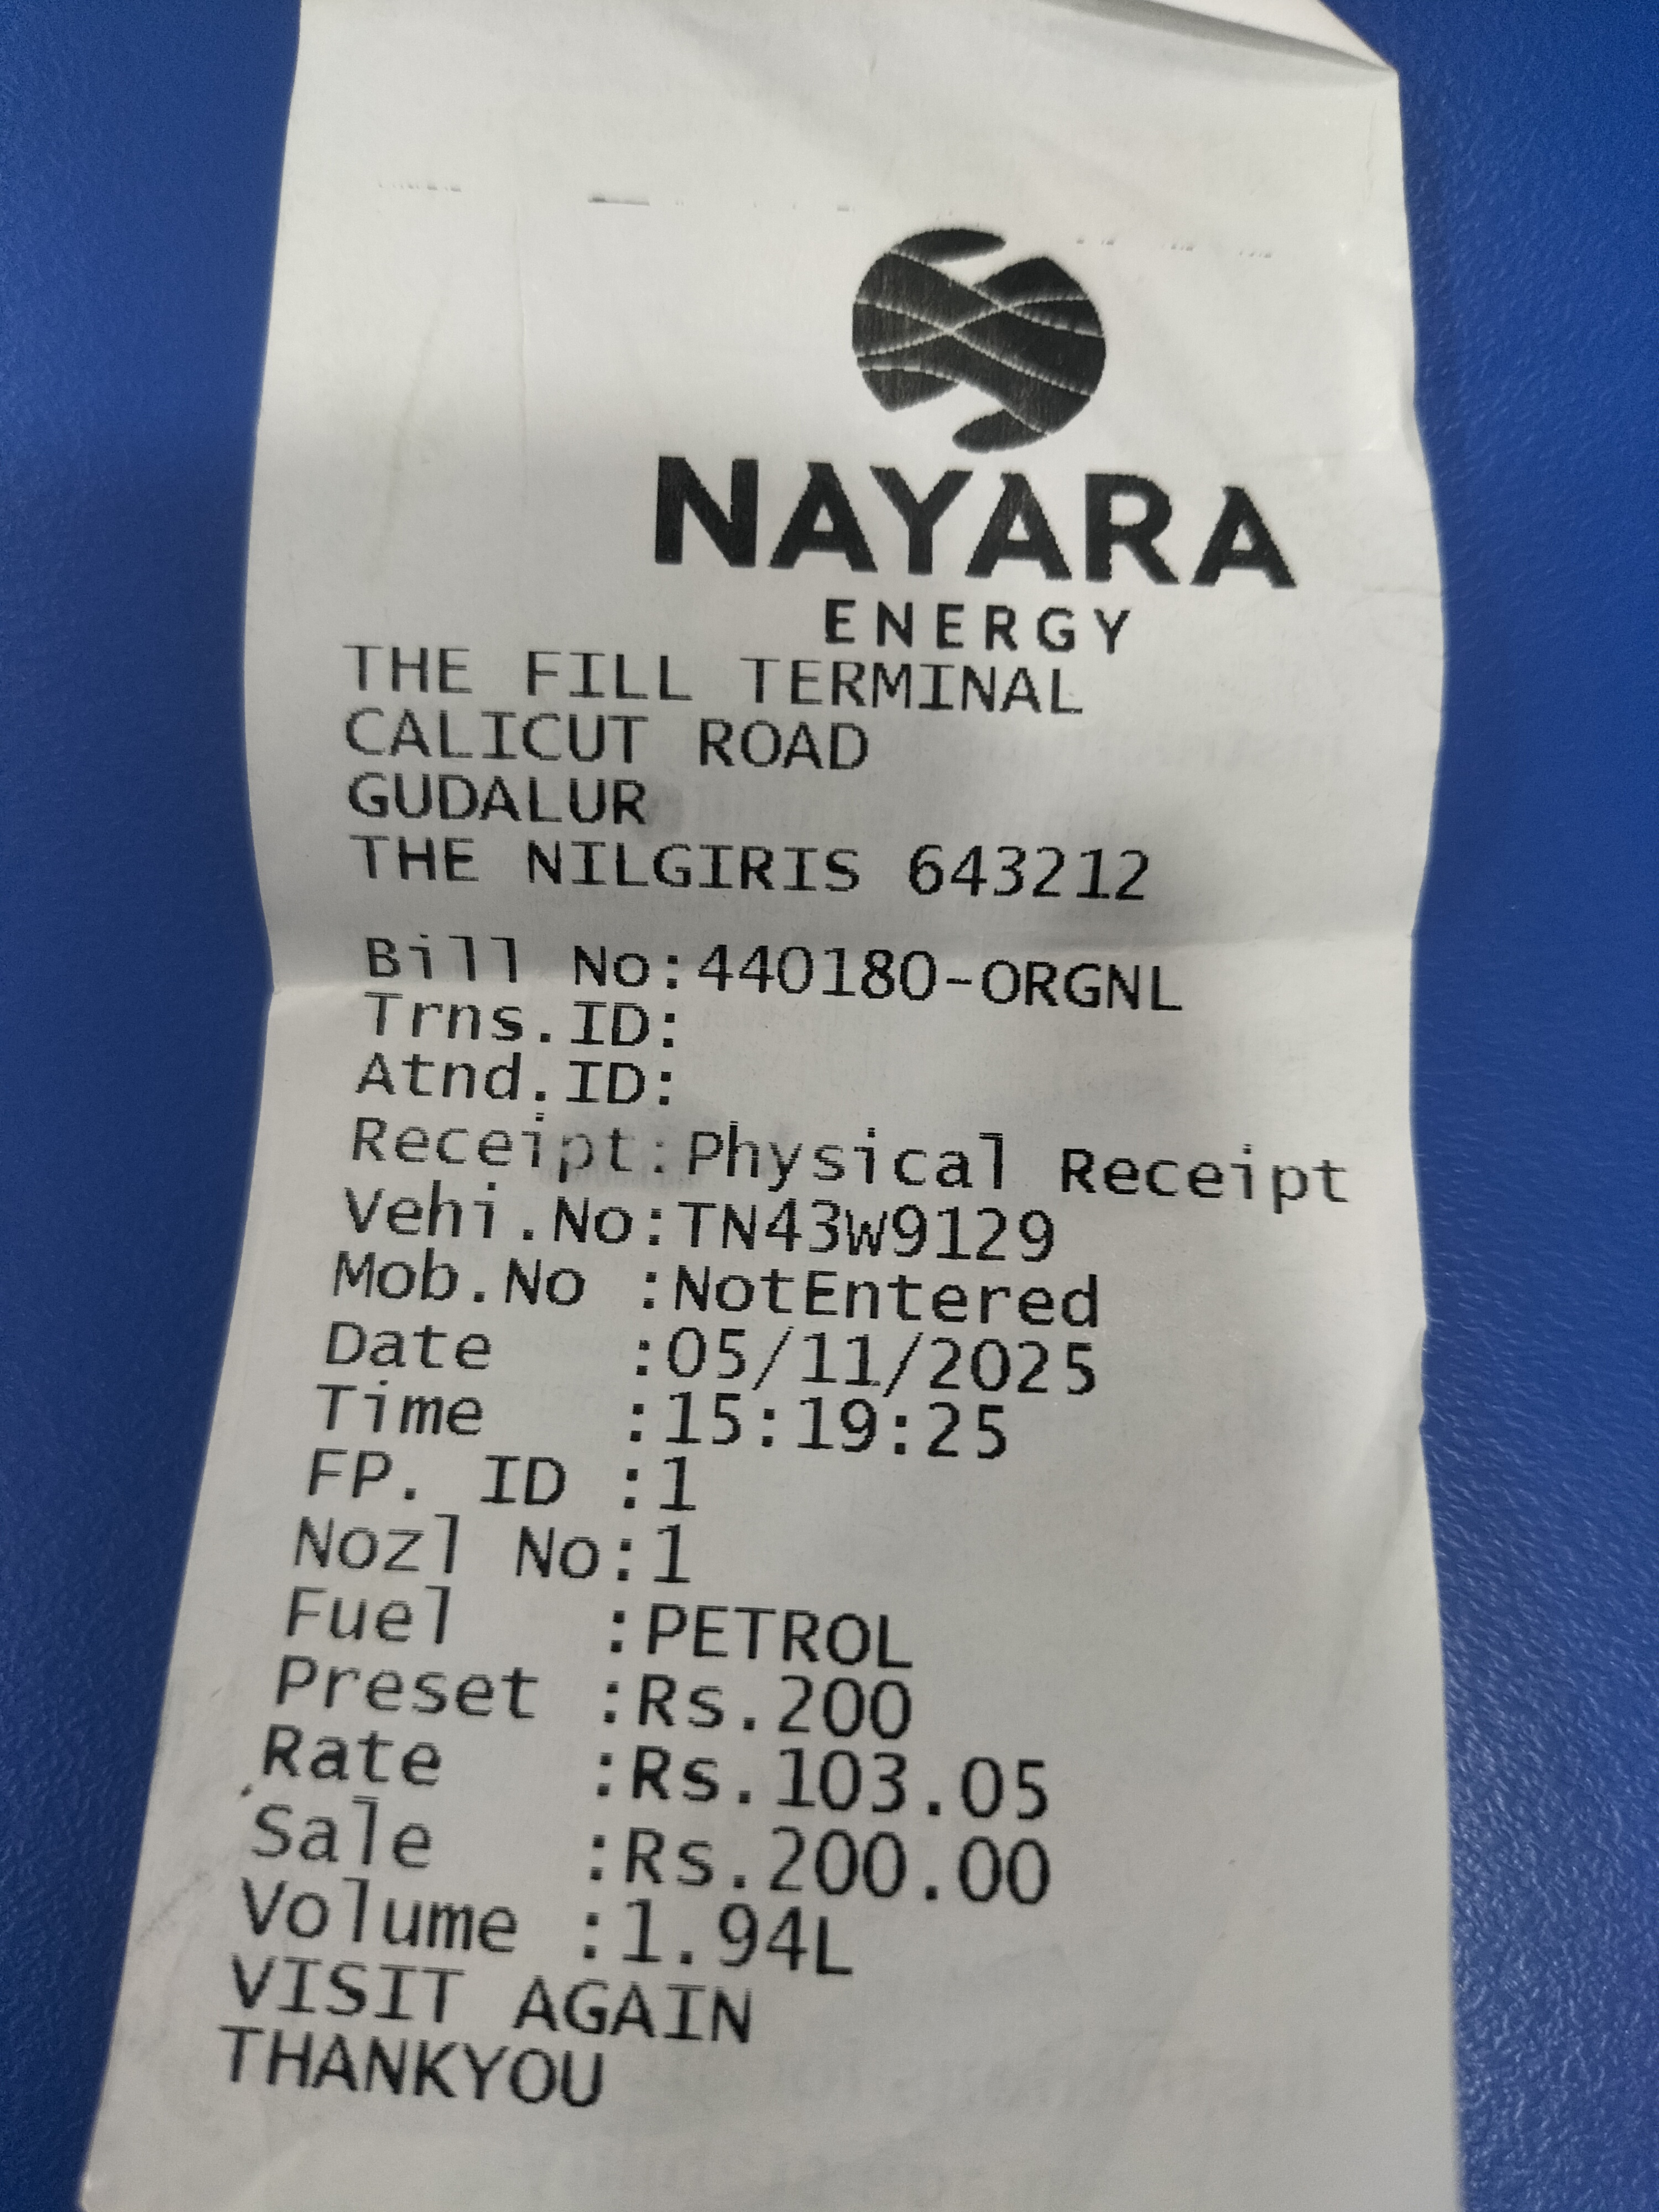 NAYARA
ENERGY
THE FILL TERMINAL
CALICUT ROAD
GUDALUR
THE NILGIRIS 643212
Bill No:440180-ORGNL
Trns.ID:
Atnd.ID:
Receipt:Physical Receipt
Vehi.No:TN43W9129
Mob.No :NotEntered
Date :05/11/2025
Time :15:19:25
FP. ID :1
Nozl No:1
Fuel :PETROL
Preset :Rs.200
Rate :Rs.103.05
Sale :Rs.200.00
Volume :1.94L
VISIT AGAIN
THANKYOU